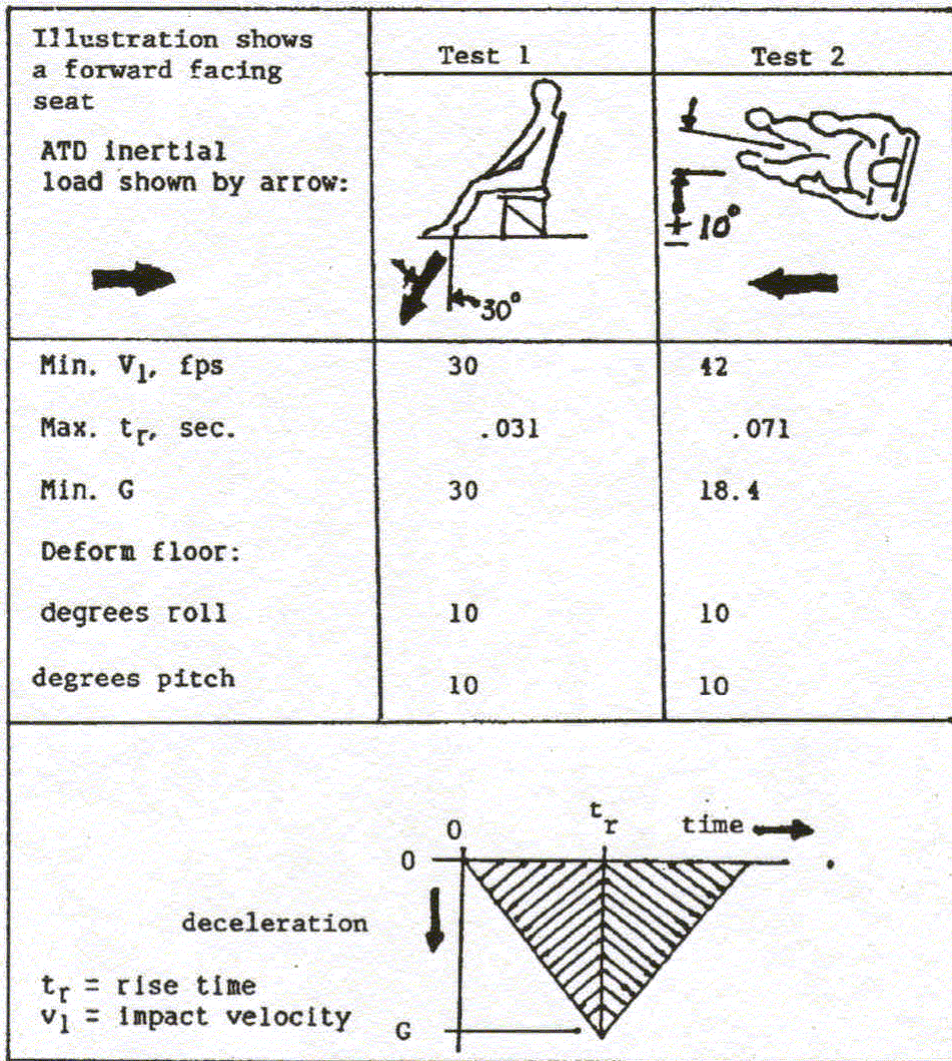 Illustration shows
a forward facing
seat
ATD inertial
load shown by arrow:
Test 1
Test 2
30°
± 10°
Min. V₁, fps 30 42
Max. tᵣ, sec. .031 .071
Min. G 30 18.4
Deform floor:
degrees roll 10 10
degrees pitch 10 10
0 tᵣ time
0
deceleration
tᵣ = rise time
v₁ = impact velocity
G